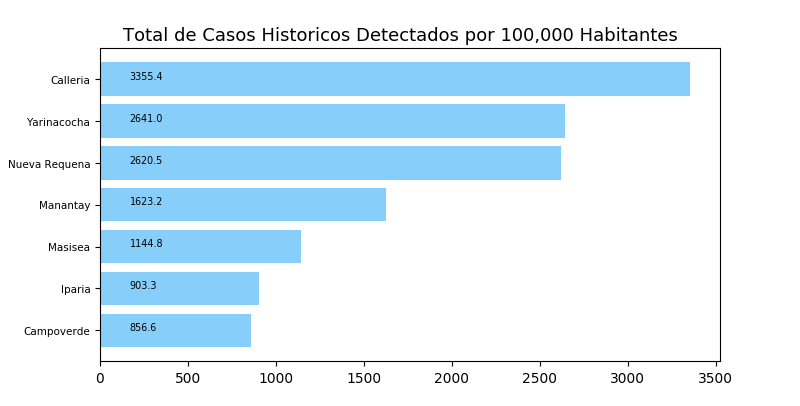 Total de Casos Historicos Detectados por 100,000 Habitantes
Calleria 3355.4
Yarinacocha 2641.0
Nueva Requena 2620.5
Manantay 1623.2
Masisea 1144.8
Iparia 903.3
Campoverde 856.6
0 500 1000 1500 2000 2500 3000 3500